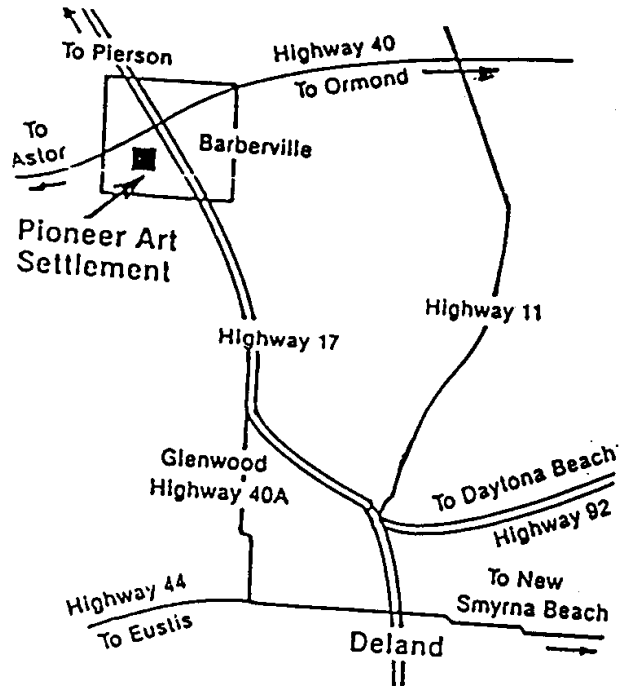 To Pierson
Highway 40
To Ormond
To
Astor
Barberville
Pioneer Art
Settlement
Highway 11
Highway 17
Glenwood
Highway 40A
To Daytona Beach
Highway 92
Highway 44
To Eustis
To New
Smyrna Beach
Deland